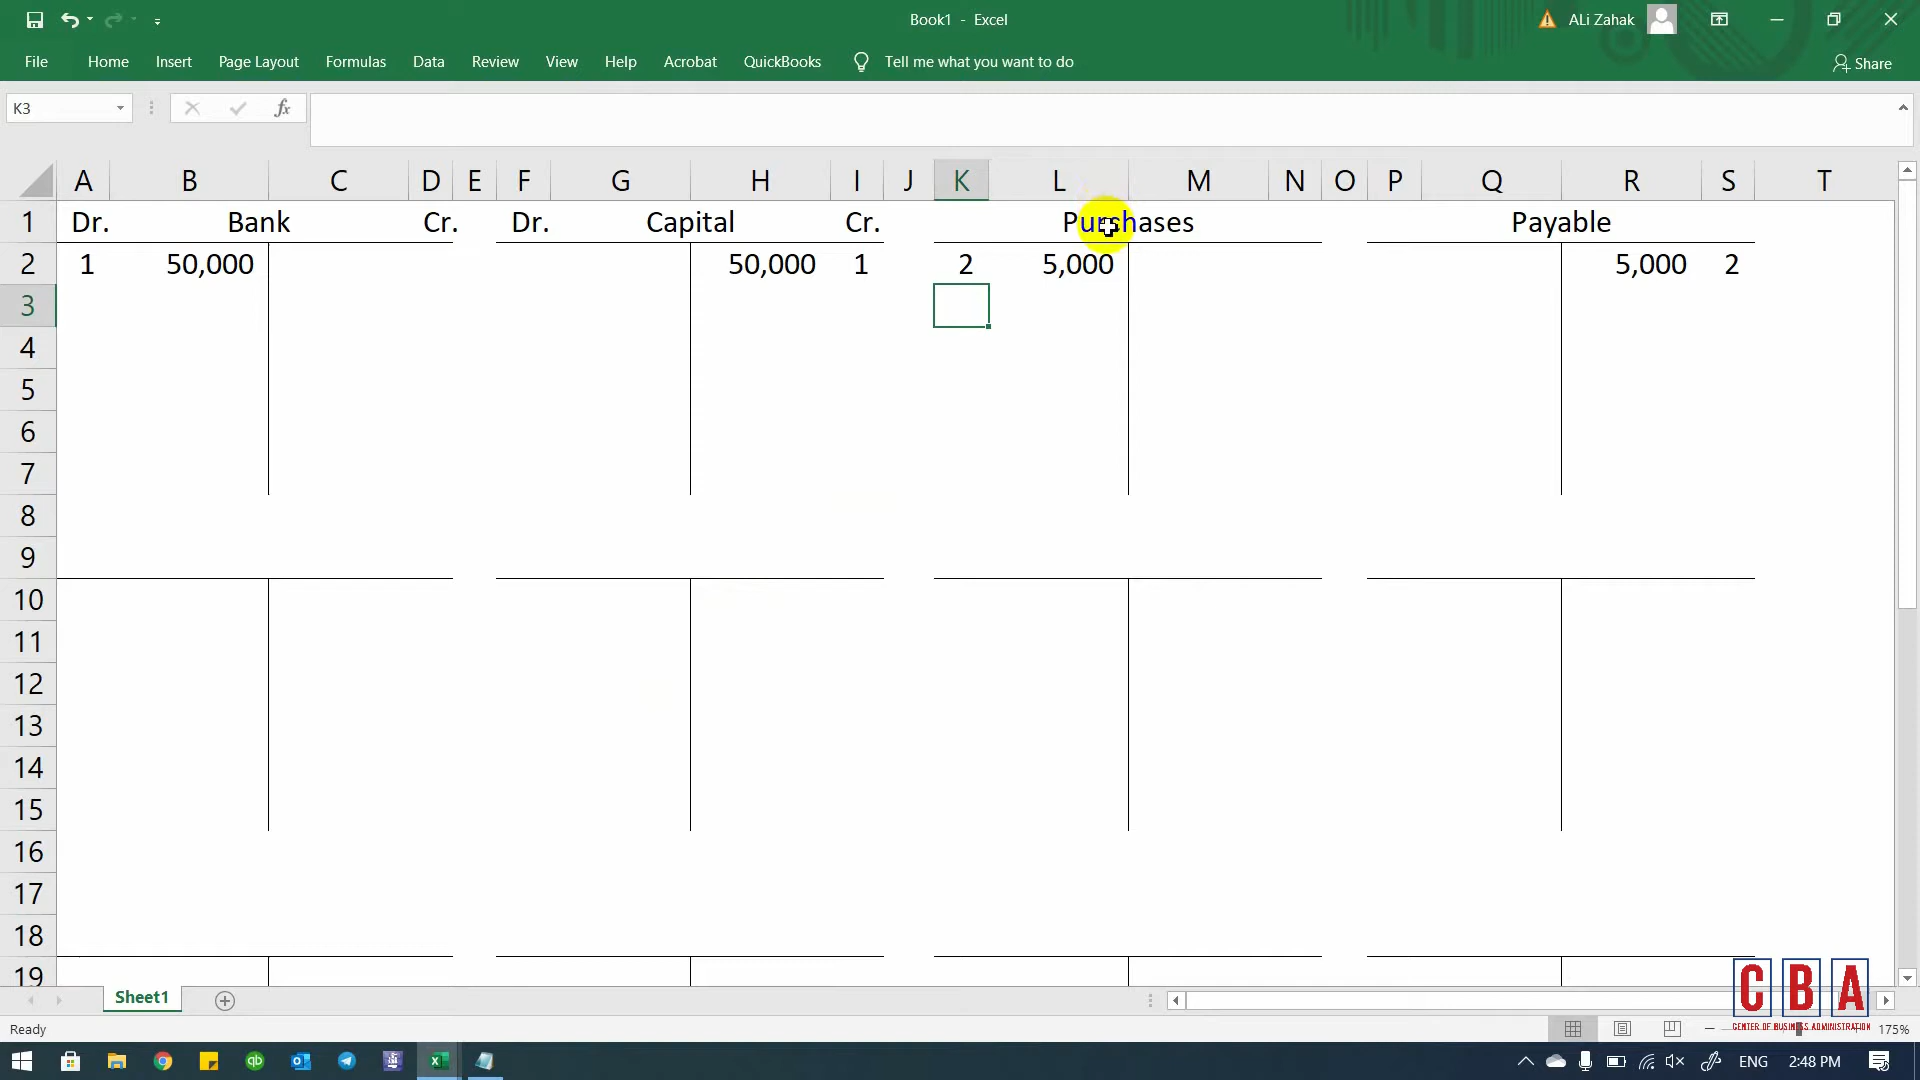 Book1 - Excel
ALi Zahak
File Home Insert Page Layout Formulas Data Review View Help Acrobat QuickBooks Tell me what you want to do Share
K3 fx
A B C D E F G H I J K L M N O P Q R S T
1 Dr. Bank Cr. Dr. Capital Cr. Purchases Payable
2 1 50,000 50,000 1 2 5,000 5,000 2
3
4
5
6
7
8
9
10
11
12
13
14
15
16
17
18
19
Sheet1
CBA
CENTER OF BUSINESS ADMINISTRATION
Ready 175%
qb ENG 2:48 PM